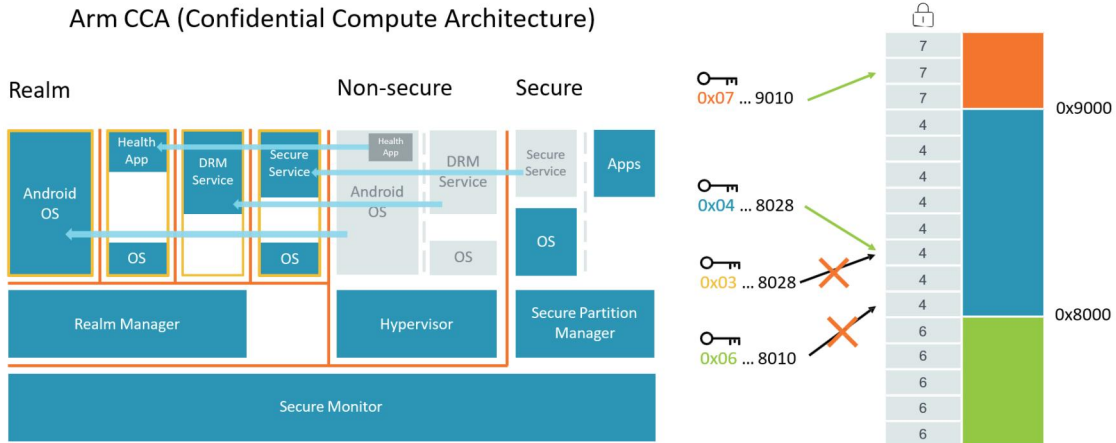 Arm CCA (Confidential Compute Architecture)
Realm
Non-secure
Secure
Android
OS
Health
App
OS
DRM
Service
Secure
Service
OS
Health
App
Android
OS
DRM
Service
OS
Secure
Service
OS
Apps
Realm Manager
Hypervisor
Secure Partition
Manager
Secure Monitor
0x07 ... 9010
0x04 ... 8028
0x03 ... 8028
0x06 ... 8010
7
7
7
4
4
4
4
4
4
4
4
6
6
6
6
6
0x9000
0x8000